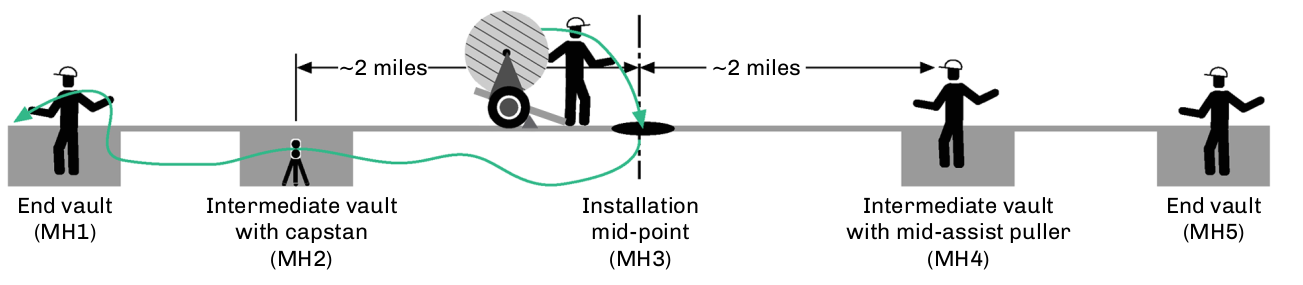 ~2 miles
~2 miles
End vault
(MH1)
Intermediate vault
with capstan
(MH2)
Installation
mid-point
(MH3)
Intermediate vault
with mid-assist puller
(MH4)
End vault
(MH5)